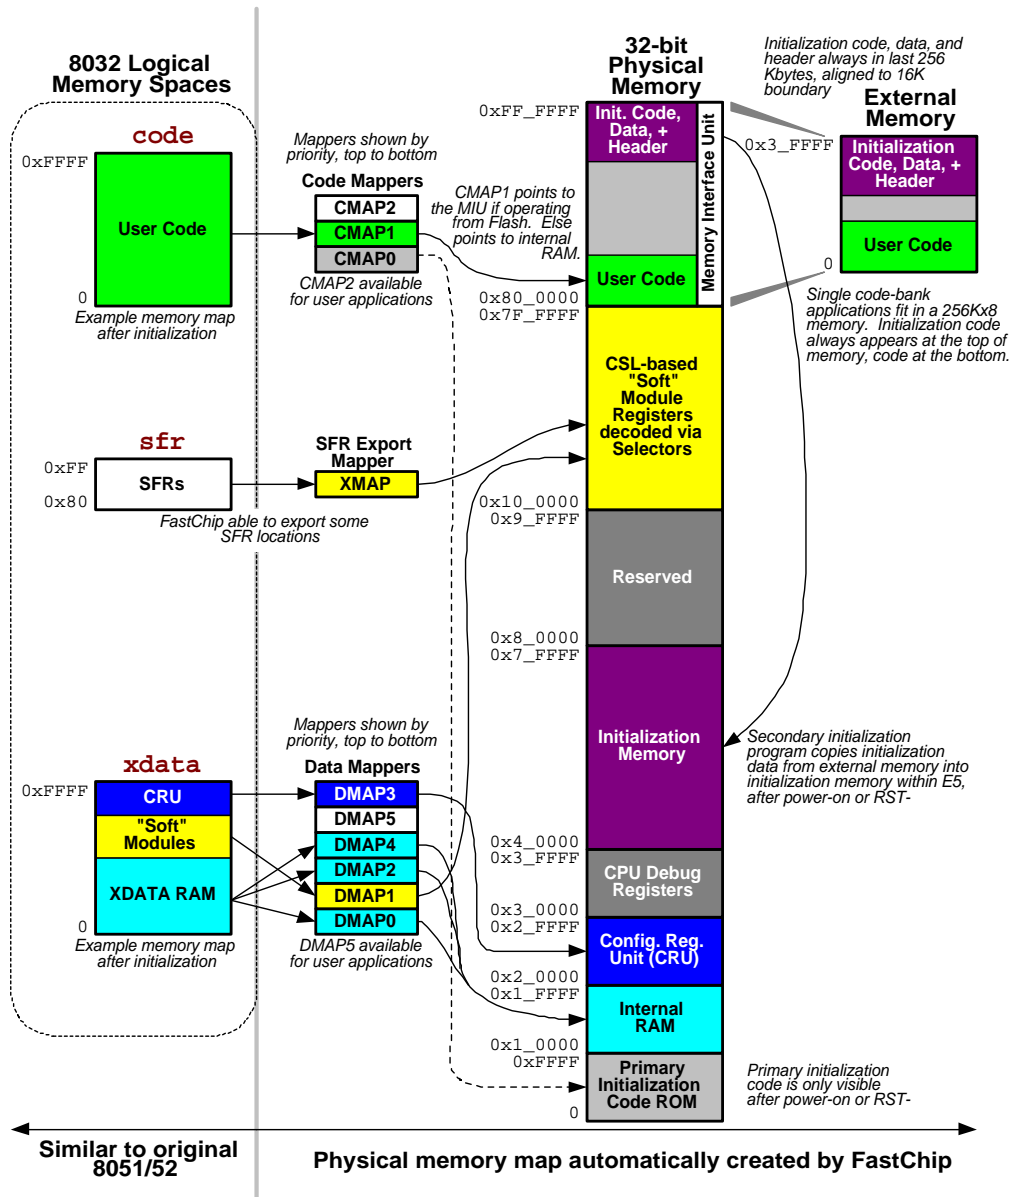 8032 Logical
Memory Spaces
code
0xFFFF
User Code
0
Example memory map
after initialization
sfr
0xFF
0x80
SFRs
FastChip able to export some
SFR locations
xdata
0xFFFF
CRU
"Soft"
Modules
XDATA RAM
0
Example memory map
after initialization
Mappers shown by
priority, top to bottom
Code Mappers
CMAP2
CMAP1
CMAP0
CMAP2 available
for user applications
SFR Export
Mapper
XMAP
Mappers shown by
priority, top to bottom
Data Mappers
DMAP3
DMAP5
DMAP4
DMAP2
DMAP1
DMAP0
DMAP5 available
for user applications
CMAP1 points to
the MIU if operating
from Flash. Else
points to internal
RAM.
32-bit
Physical
Memory
0xFF_FFFF
Init. Code,
Data, +
Header
Memory Interface Unit
User Code
0x80_0000
0x7F_FFFF
CSL-based
"Soft"
Module
Registers
decoded via
Selectors
0x10_0000
0x9_FFFF
Reserved
0x8_0000
0x7_FFFF
Initialization
Memory
0x4_0000
0x3_FFFF
CPU Debug
Registers
0x3_0000
0x2_FFFF
Config. Reg.
Unit (CRU)
0x2_0000
0x1_FFFF
Internal
RAM
0x1_0000
0xFFFF
Primary
Initialization
Code ROM
0
Initialization code, data, and
header always in last 256
Kbytes, aligned to 16K
boundary
External
Memory
0x3_FFFF
Initialization
Code, Data, +
Header
User Code
0
Single code-bank
applications fit in a 256Kx8
memory. Initialization code
always appears at the top of
memory, code at the bottom.
Secondary initialization
program copies initialization
data from external memory into
initialization memory within E5,
after power-on or RST-
Primary initialization
code is only visible
after power-on or RST-
Similar to original
8051/52
Physical memory map automatically created by FastChip